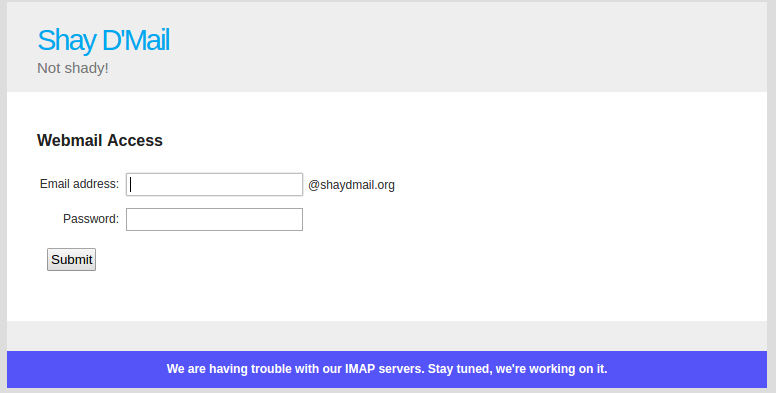 Shay D'Mail
Not shady!
Webmail Access
Email address: @shaydmail.org
Password:
Submit
We are having trouble with our IMAP servers. Stay tuned, we're working on it.